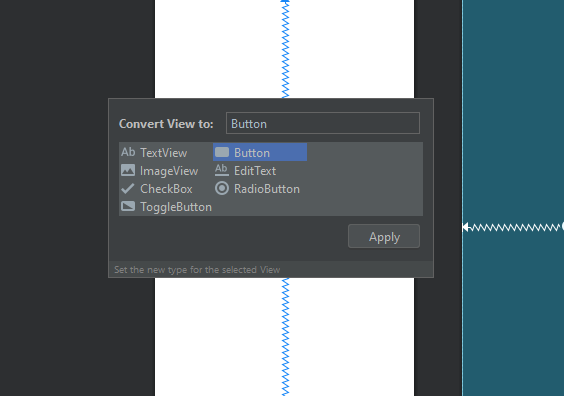 Convert View to: Button
Ab TextView Button
ImageView Ab EditText
CheckBox RadioButton
ToggleButton
Apply
Set the new type for the selected View